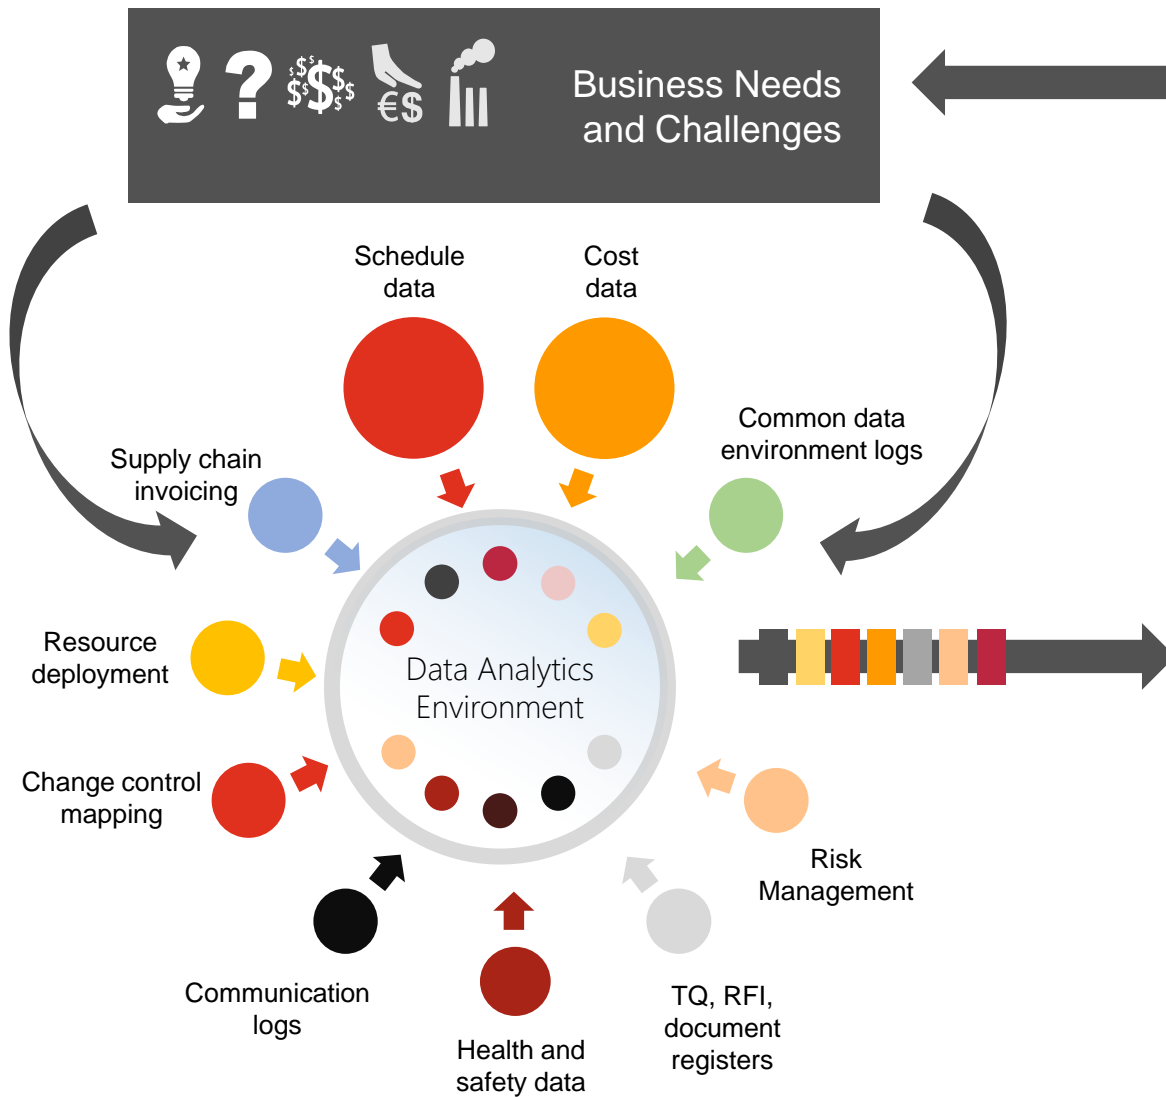 Business Needs
and Challenges
Schedule
data
Cost
data
Common data
environment logs
Supply chain
invoicing
Resource
deployment
Data Analytics
Environment
Change control
mapping
Risk
Management
Communication
logs
TQ, RFI,
document
registers
Health and
safety data